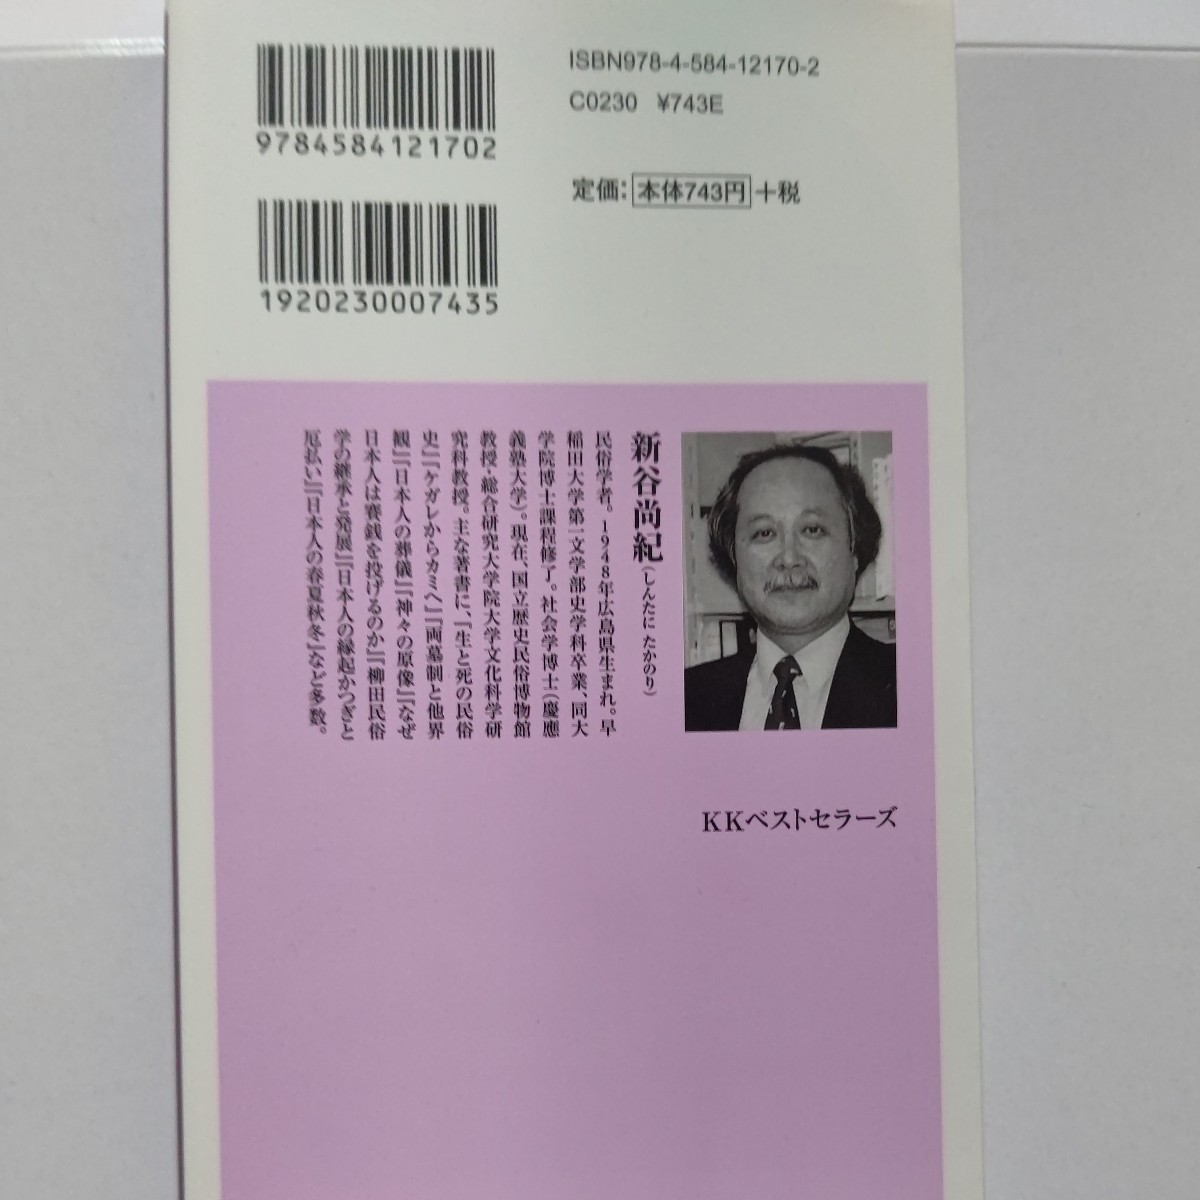 9784584121702
ISBN978-4-584-12170-2
C0230 ¥743E
定価：本体743円＋税
1920230007435
新谷尚紀（しんたに たかのり）
民俗学者。1948年広島県生まれ。早
稲田大学第一文学部史学科卒業、同大
学院博士課程修了。社会学博士（慶應
義塾大学）。現在、国立歴史民俗博物館
教授・総合研究大学院大学文化科学研
究科教授。主な著書に、『生と死の民俗
史』『ケガレからカミへ』『両墓制と他界
観』『日本人の葬儀』『神々の原像』『なぜ
日本人は賽銭を投げるのか』『柳田民俗
学の継承と発展』『日本人の縁起かつぎと
厄払い』『日本人の春夏秋冬』など多数。
KKベストセラーズ